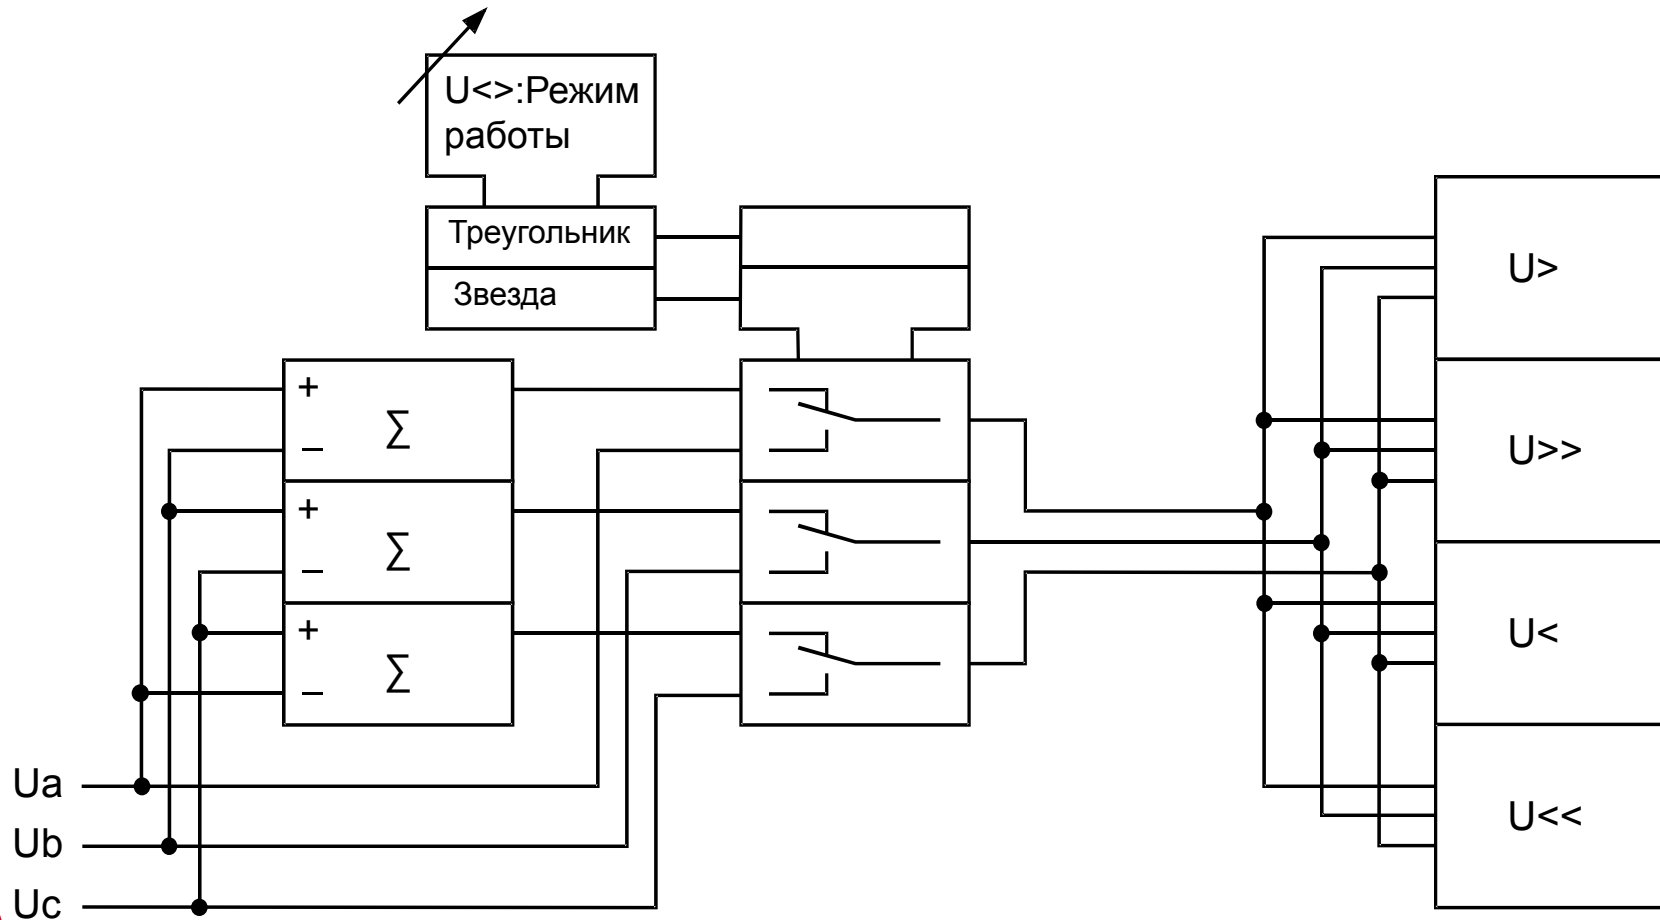 U<>:Режим
работы
Треугольник
Звезда
U>
+
∑
–
U>>
+
∑
–
U<
+
∑
–
Ua
U<<
Ub
Uc